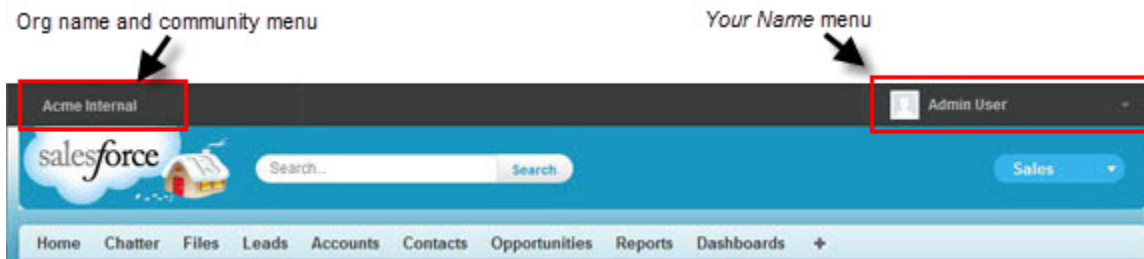 Org name and community menu
Your Name menu
Acme Internal
Admin User
salesforce
Search...
Search
Sales
Home Chatter Files Leads Accounts Contacts Opportunities Reports Dashboards +